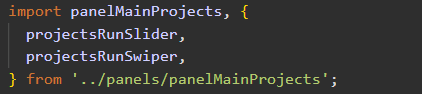 import panelMainProjects, {
  projectsRunSlider,
  projectsRunSwiper,
} from '../panels/panelMainProjects';